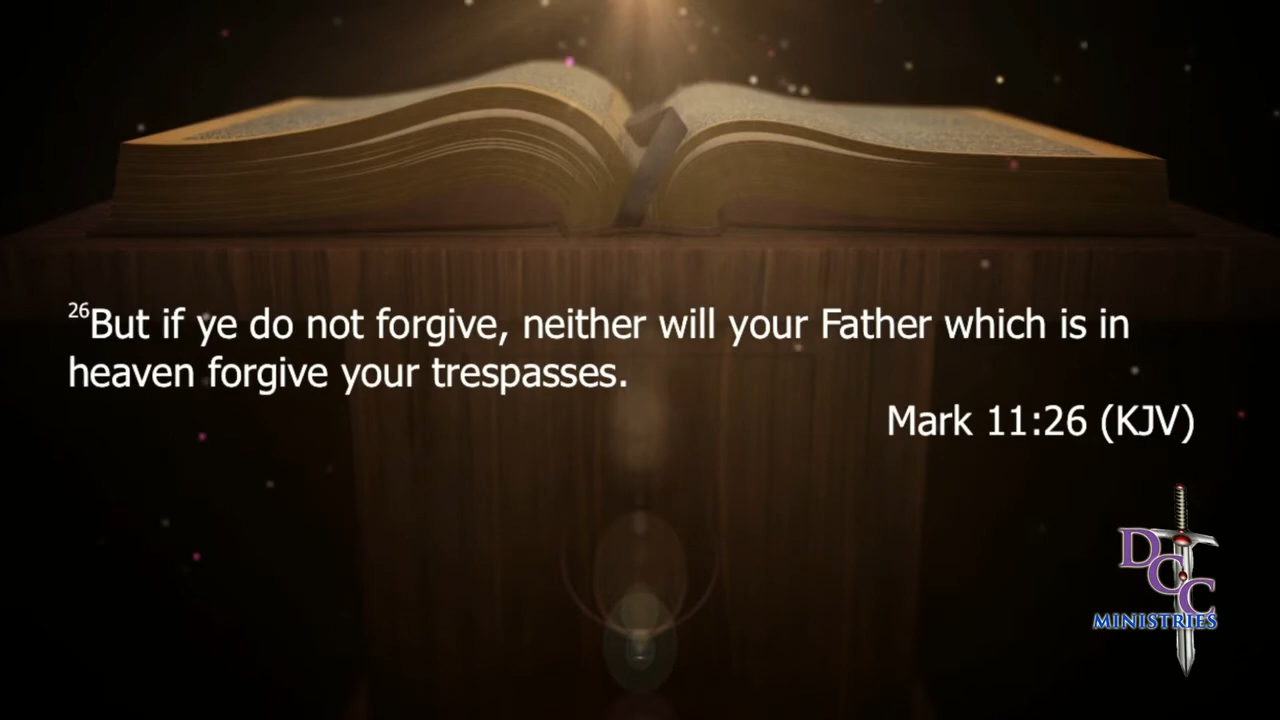 26But if ye do not forgive, neither will your Father which is in
heaven forgive your trespasses.
Mark 11:26 (KJV)
DCC
MINISTRIES